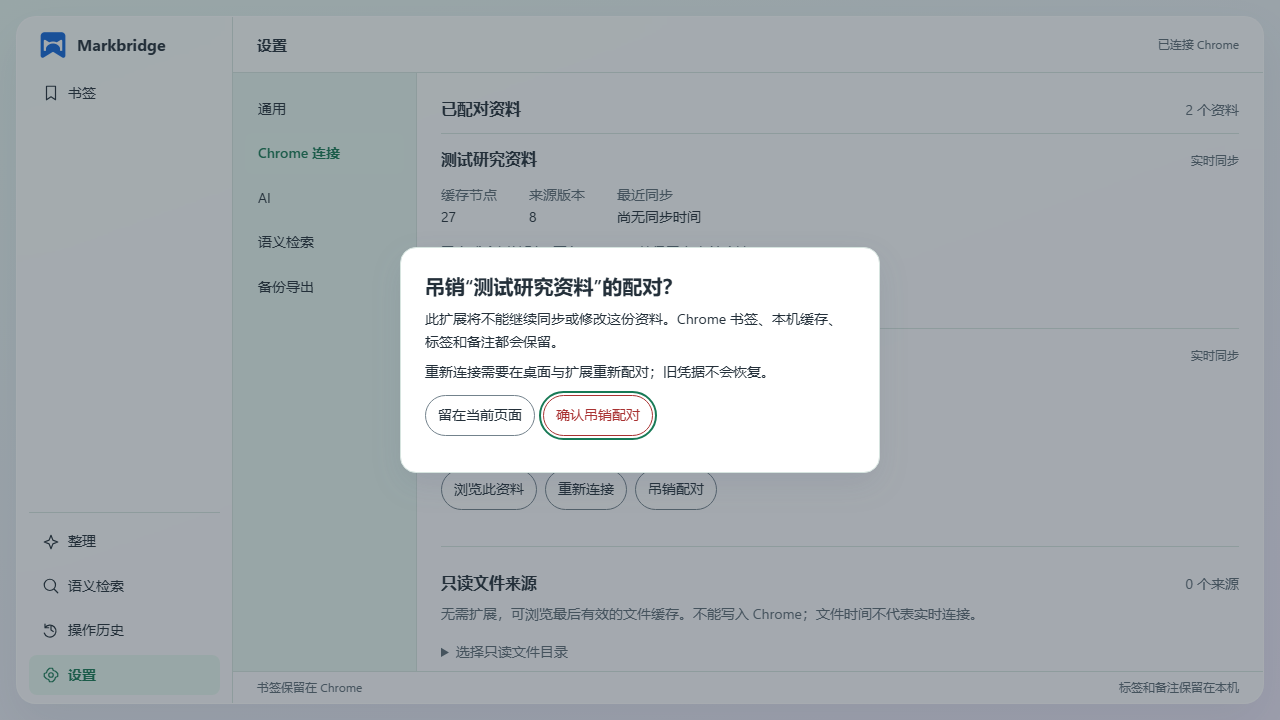 Markbridge
书签
整理
语义检索
操作历史
设置
设置
已连接 Chrome
通用
Chrome 连接
AI
语义检索
备份导出
已配对资料
2 个资料
测试研究资料
实时同步
缓存节点
来源版本
最近同步
27
8
尚无同步时间
吊销“测试研究资料”的配对？
此扩展将不能继续同步或修改这份资料。Chrome 书签、本机缓存、
标签和备注都会保留。
重新连接需要在桌面与扩展重新配对；旧凭据不会恢复。
留在当前页面
确认吊销配对
实时同步
浏览此资料
重新连接
吊销配对
只读文件来源
0 个来源
无需扩展，可浏览最后有效的文件缓存。不能写入 Chrome；文件时间不代表实时连接。
选择只读文件目录
书签保留在 Chrome
标签和备注保留在本机